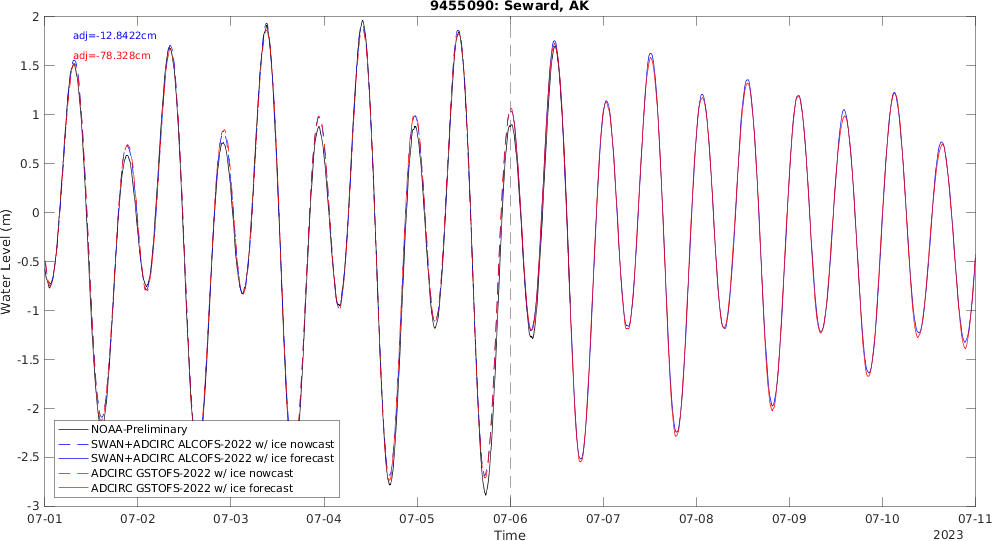 9455090: Seward, AK
adj=-12.8422cm
adj=-78.328cm
2
1.5
1
0.5
0
-0.5
-1
-1.5
-2
-2.5
-3
Water Level (m)
NOAA-Preliminary
SWAN+ADCIRC ALCOFS-2022 w/ ice nowcast
SWAN+ADCIRC ALCOFS-2022 w/ ice forecast
ADCIRC GSTOFS-2022 w/ ice nowcast
ADCIRC GSTOFS-2022 w/ ice forecast
07-01 07-02 07-03 07-04 07-05 07-06 07-07 07-08 07-09 07-10 07-11
Time
2023